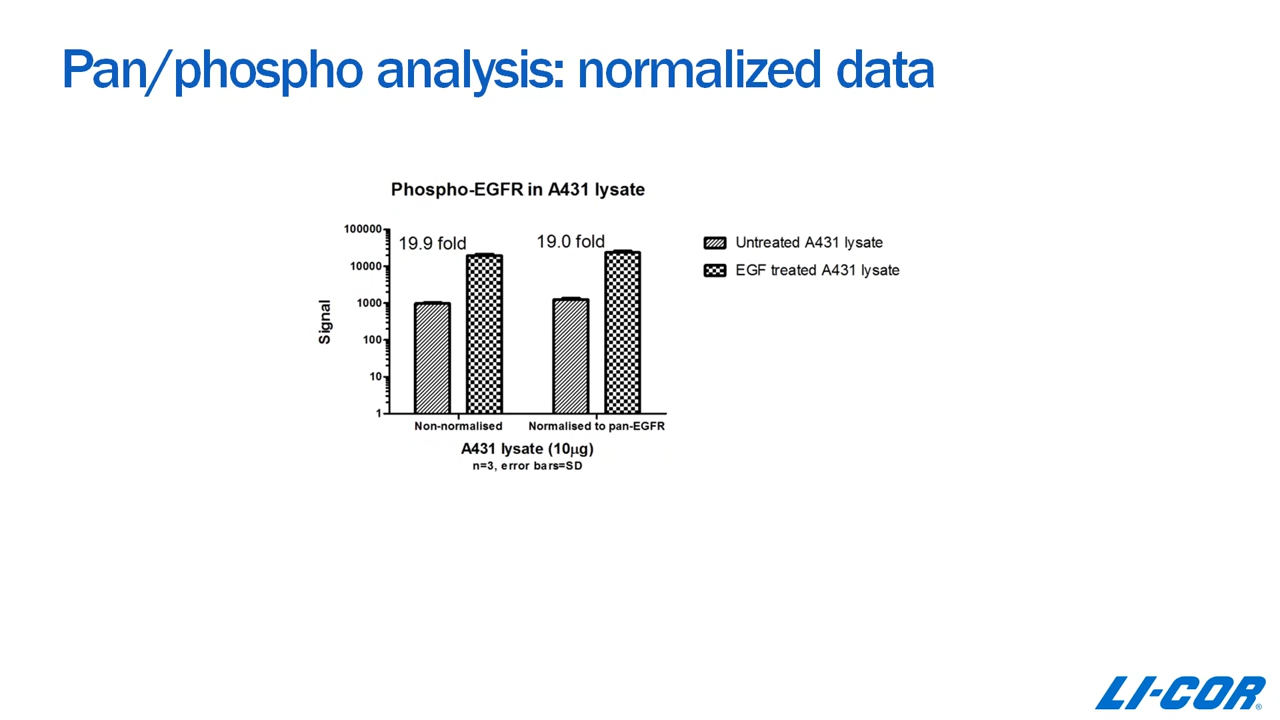 Pan/phospho analysis: normalized data
Phospho-EGFR in A431 lysate
100000
10000
1000
100
10
1
Signal
19.9 fold
19.0 fold
Untreated A431 lysate
EGF treated A431 lysate
Non-normalised
Normalised to pan-EGFR
A431 lysate (10μg)
n=3, error bars=SD
LI-COR®